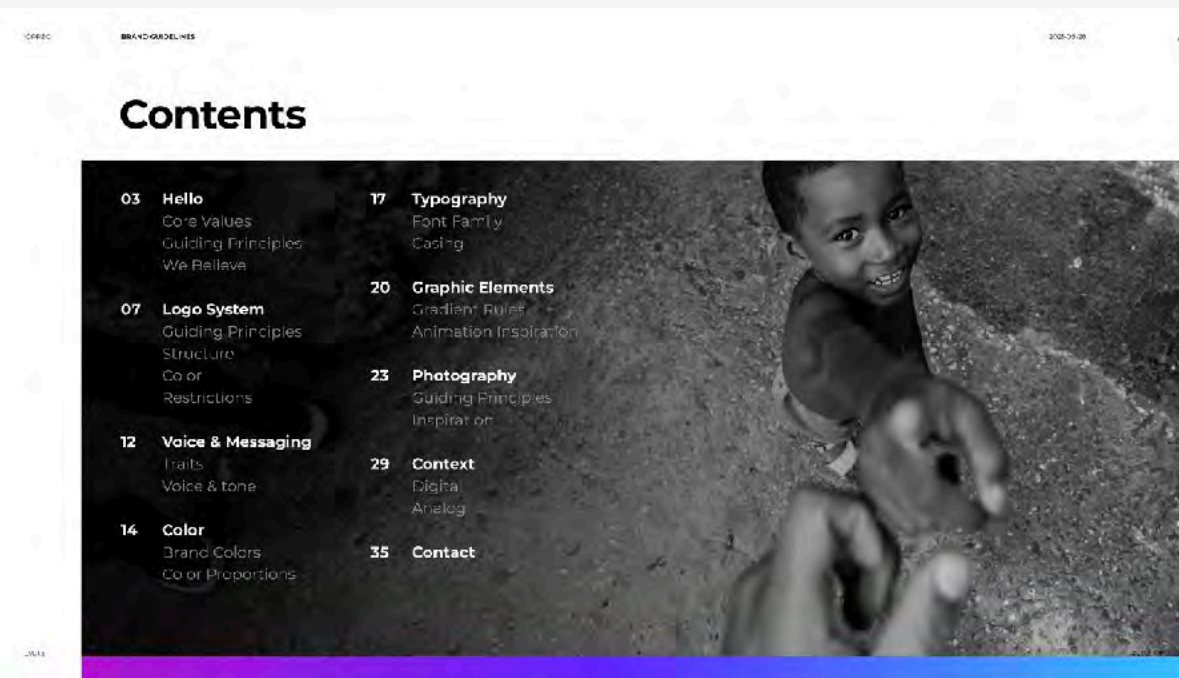 BRAND GUIDELINES
Contents
03 Hello
Core Values
Guiding Principles
We Believe
07 Logo System
Guiding Principles
Structure
Color
Restrictions
12 Voice & Messaging
Traits
Voice & tone
14 Color
Brand Colors
Color Proportions
17 Typography
Font Family
Casing
20 Graphic Elements
Gradient Rules
Animation Inspiration
23 Photography
Guiding Principles
Inspiration
29 Context
Digital
Analog
35 Contact